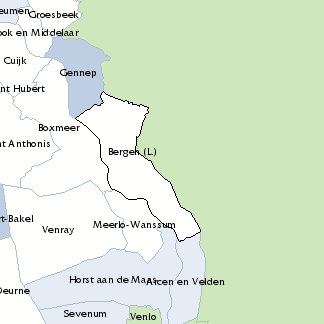 eumen
Groesbeek
ook en Middelaar
Cuijk
Gennep
nt Hubert
Boxmeer
nt Anthonis
Bergen (L)
rt-Bakel
Meerlo-Wanssum
Venray
Horst aan de Maas
Arcen en Velden
Deurne
Sevenum
Venlo